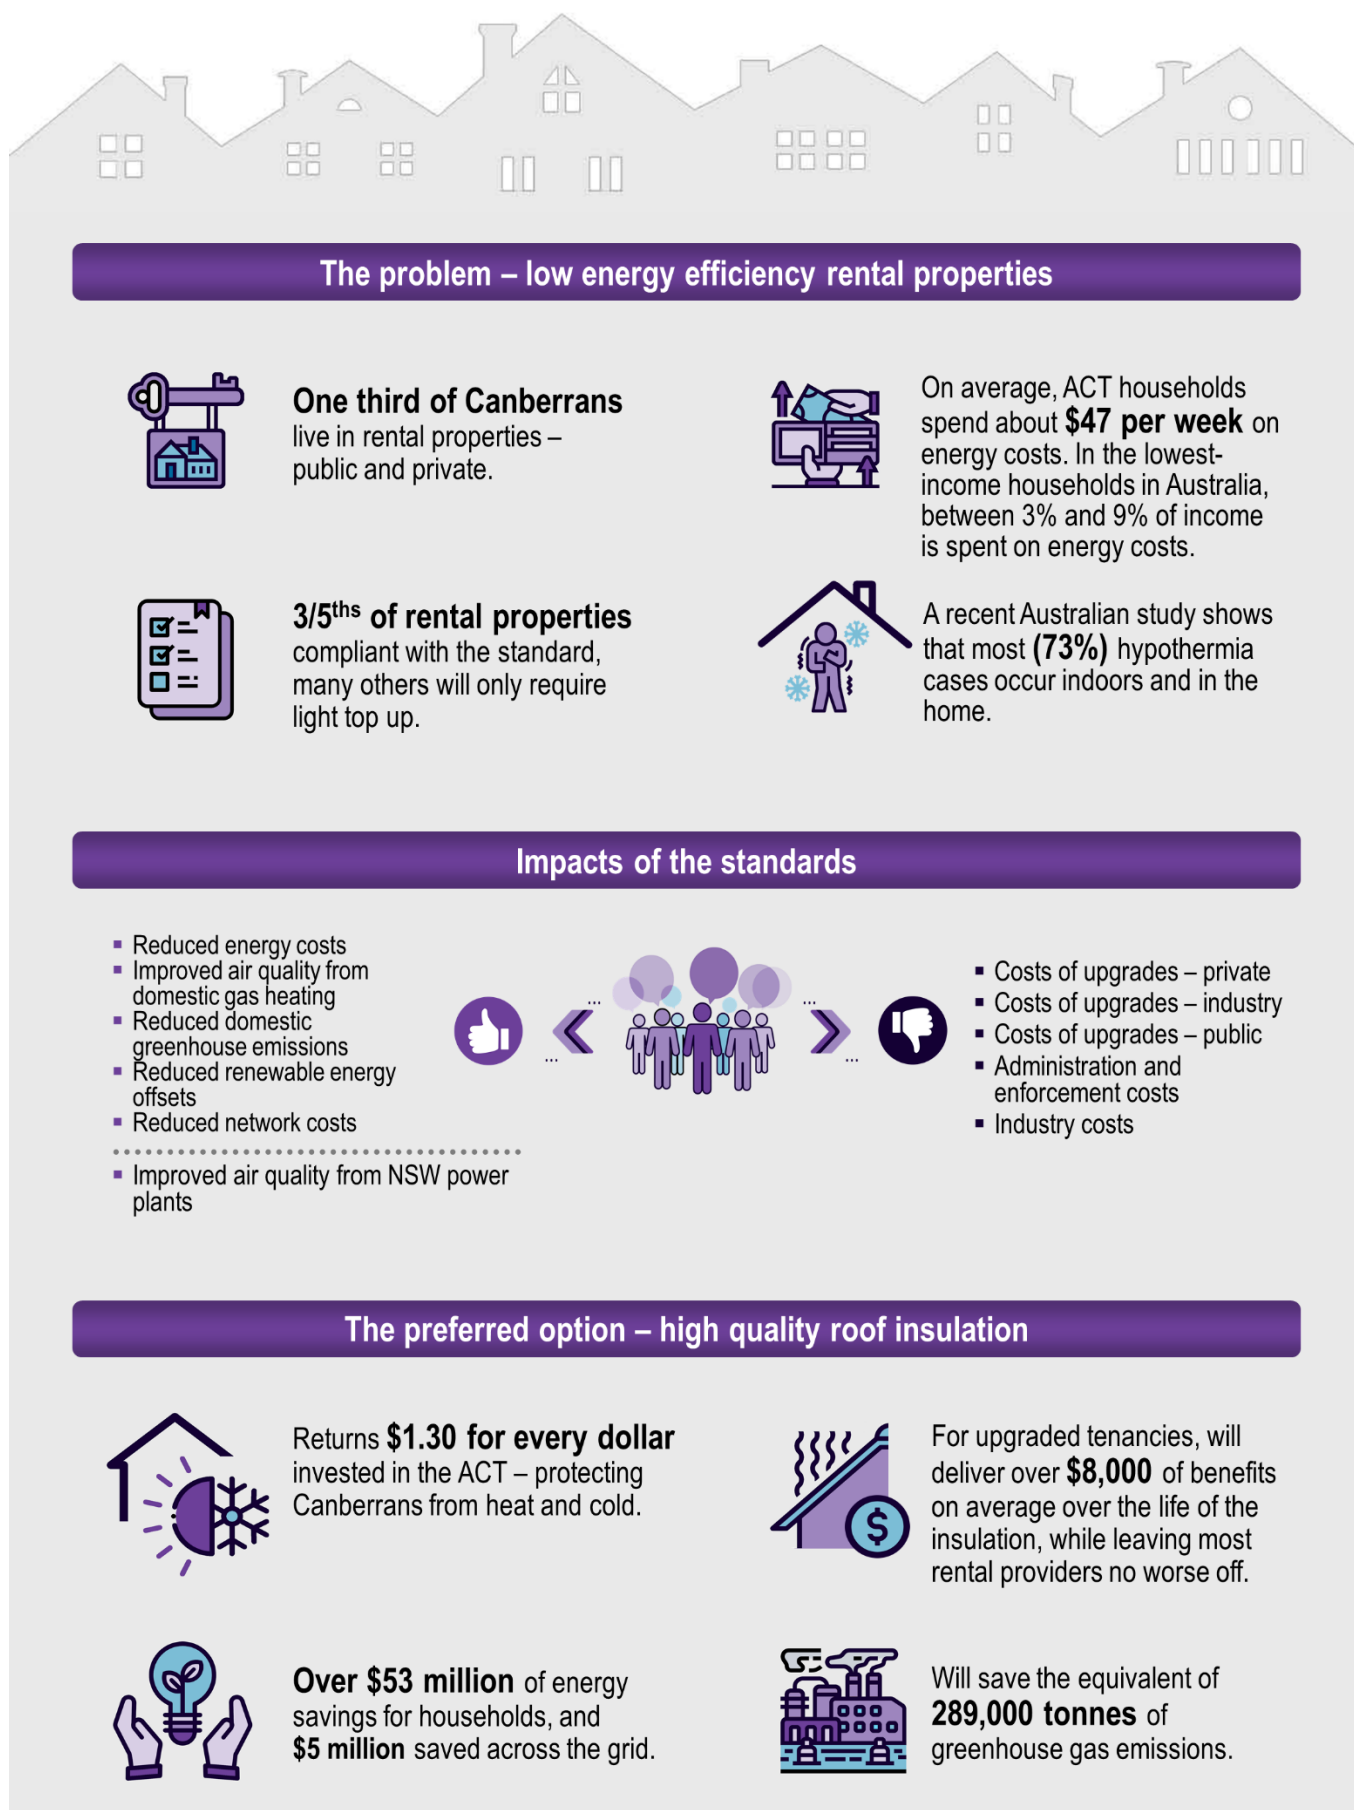 The problem – low energy efficiency rental properties
One third of Canberrans
live in rental properties –
public and private.
On average, ACT households
spend about $47 per week on
energy costs. In the lowest-
income households in Australia,
between 3% and 9% of income
is spent on energy costs.
3/5ths of rental properties
compliant with the standard,
many others will only require
light top up.
A recent Australian study shows
that most (73%) hypothermia
cases occur indoors and in the
home.
Impacts of the standards
▪ Reduced energy costs
▪ Improved air quality from
domestic gas heating
▪ Reduced domestic
greenhouse emissions
▪ Reduced renewable energy
offsets
▪ Reduced network costs
▪ Improved air quality from NSW power
plants
▪ Costs of upgrades – private
▪ Costs of upgrades – industry
▪ Costs of upgrades – public
▪ Administration and
enforcement costs
▪ Industry costs
The preferred option – high quality roof insulation
Returns $1.30 for every dollar
invested in the ACT – protecting
Canberrans from heat and cold.
For upgraded tenancies, will
deliver over $8,000 of benefits
on average over the life of the
insulation, while leaving most
rental providers no worse off.
$
Over $53 million of energy
savings for households, and
$5 million saved across the grid.
Will save the equivalent of
289,000 tonnes of
greenhouse gas emissions.